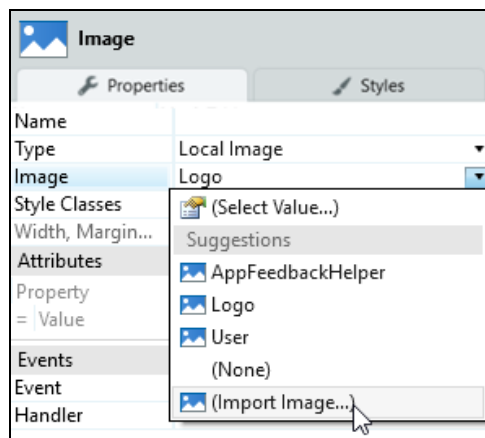 Image
Properties Styles
Name
Type Local Image
Image Logo
Style Classes (Select Value...)
Width, Margin... Suggestions
Attributes AppFeedbackHelper
Property Logo
= Value User
(None)
Events (Import Image...)
Event
Handler